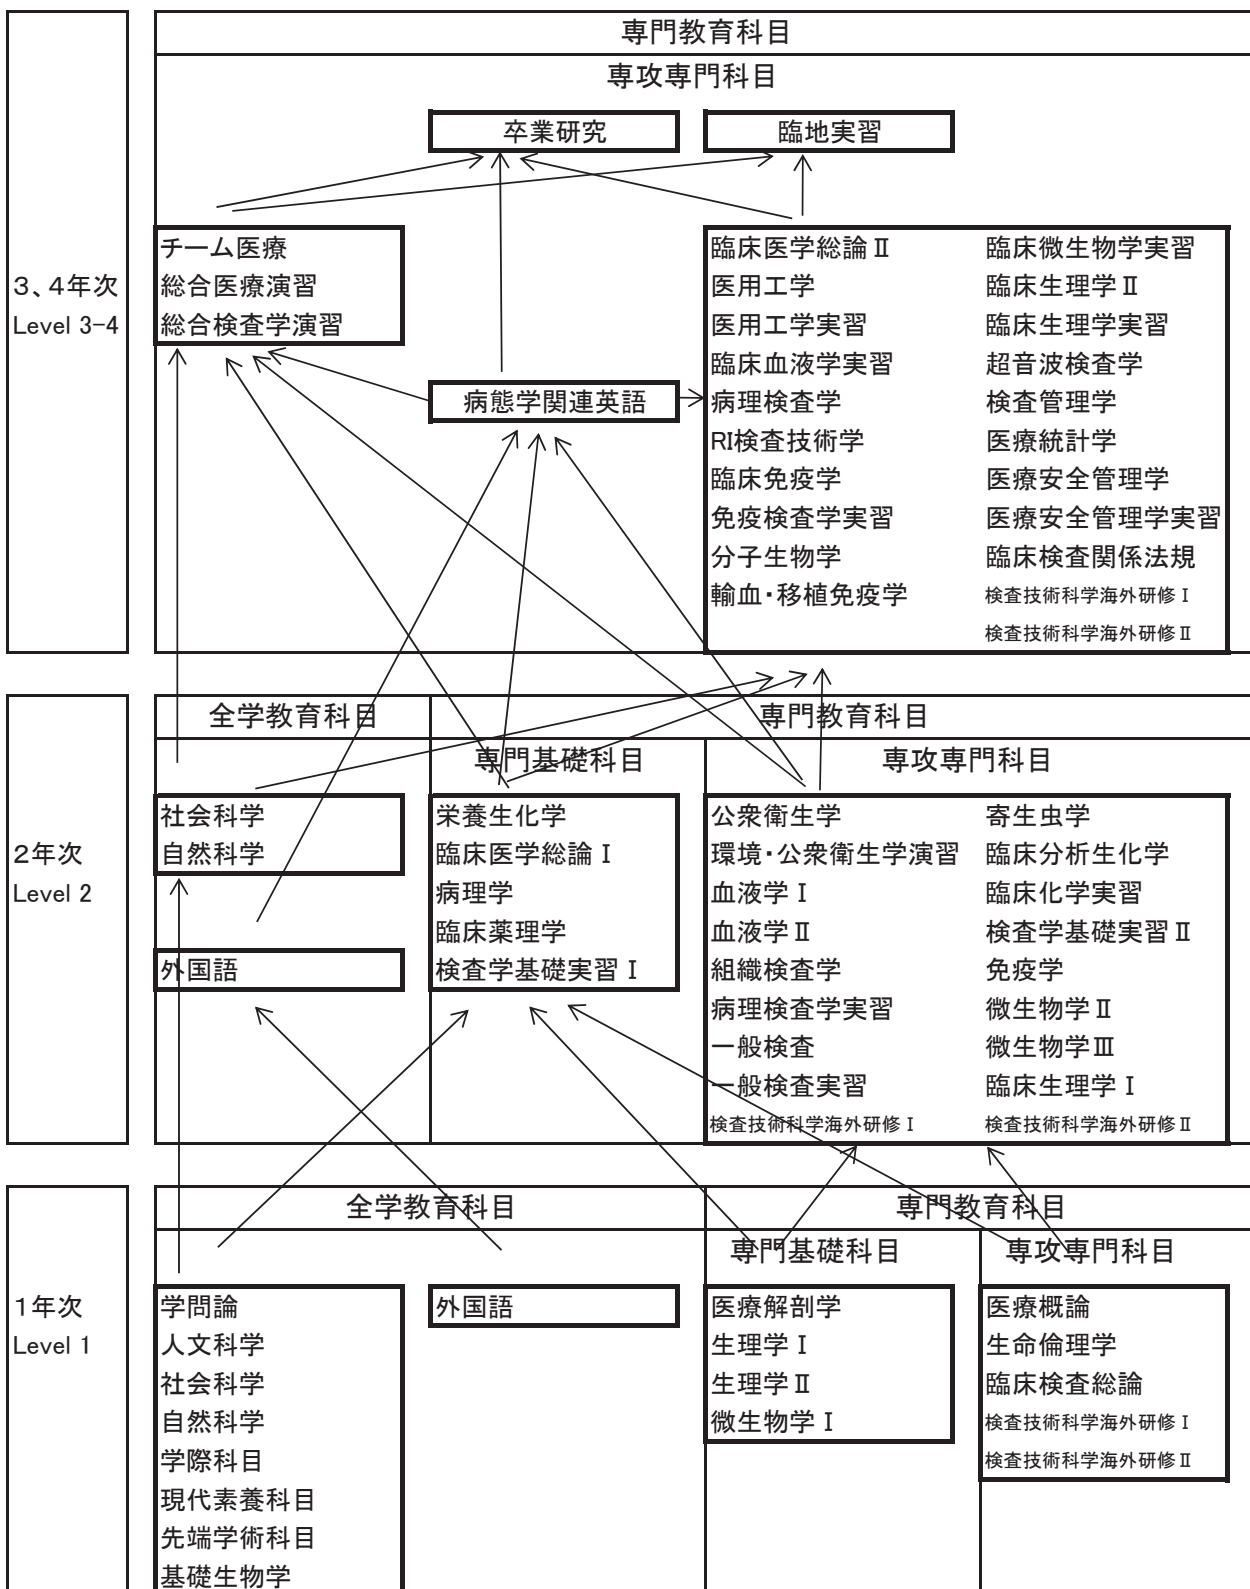 専門教育科目
専攻専門科目
卒業研究
臨地実習
3、4年次
Level 3-4
チーム医療
総合医療演習
総合検査学演習
病態学関連英語
臨床医学総論Ⅱ
医用工学
医用工学実習
臨床血液学実習
病理検査学
RI検査技術学
臨床免疫学
免疫検査学実習
分子生物学
輸血・移植免疫学
臨床微生物学実習
臨床生理学Ⅱ
臨床生理学実習
超音波検査学
検査管理学
医療統計学
医療安全管理学
医療安全管理学実習
臨床検査関係法規
検査技術科学海外研修Ⅰ
検査技術科学海外研修Ⅱ
2年次
Level 2
全学教育科目
専門教育科目
専門基礎科目
専攻専門科目
社会科学
自然科学
外国語
栄養生化学
臨床医学総論Ⅰ
病理学
臨床薬理学
検査学基礎実習Ⅰ
公衆衛生学
環境・公衆衛生学演習
血液学Ⅰ
血液学Ⅱ
組織検査学
病理検査学実習
一般検査
一般検査実習
検査技術科学海外研修Ⅰ
寄生虫学
臨床分析生化学
臨床化学実習
検査学基礎実習Ⅱ
免疫学
微生物学Ⅱ
微生物学Ⅲ
臨床生理学Ⅰ
検査技術科学海外研修Ⅱ
1年次
Level 1
全学教育科目
専門教育科目
専門基礎科目
専攻専門科目
学問論
人文科学
社会科学
自然科学
学際科目
現代素養科目
先端学術科目
基礎生物学
外国語
医療解剖学
生理学Ⅰ
生理学Ⅱ
微生物学Ⅰ
医療概論
生命倫理学
臨床検査総論
検査技術科学海外研修Ⅰ
検査技術科学海外研修Ⅱ